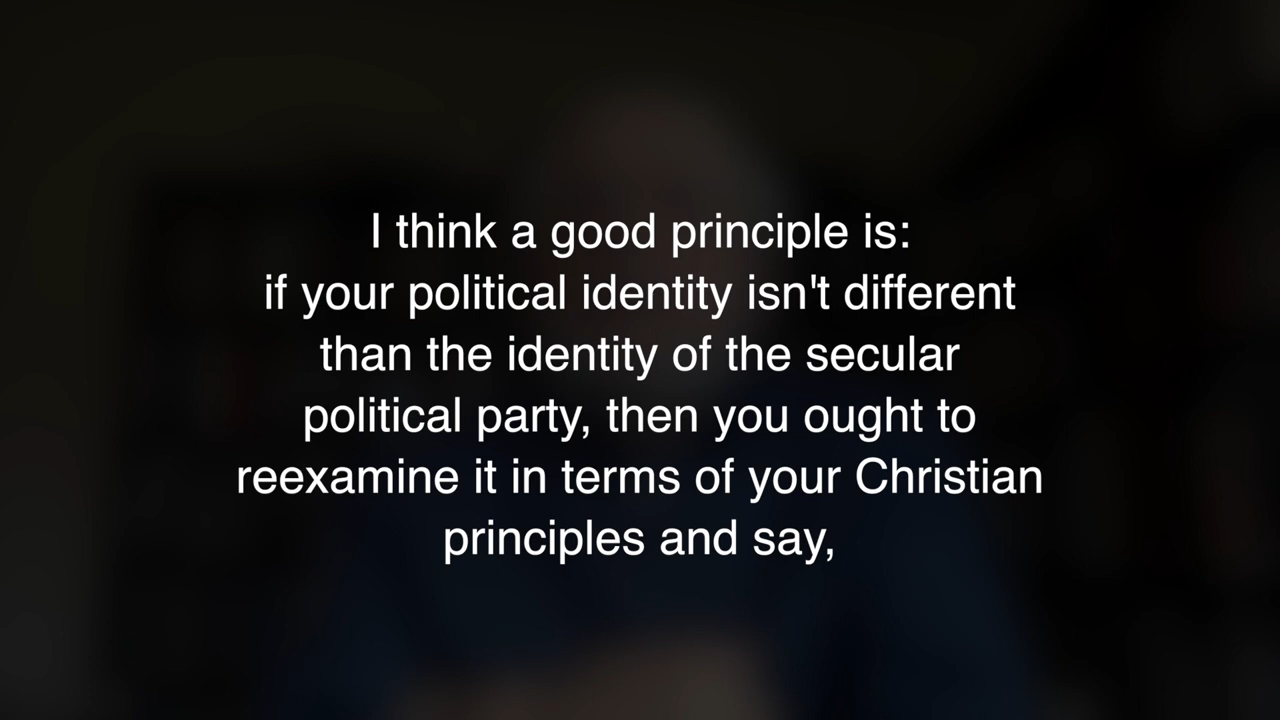 I think a good principle is:
if your political identity isn't different
than the identity of the secular
political party, then you ought to
reexamine it in terms of your Christian
principles and say,